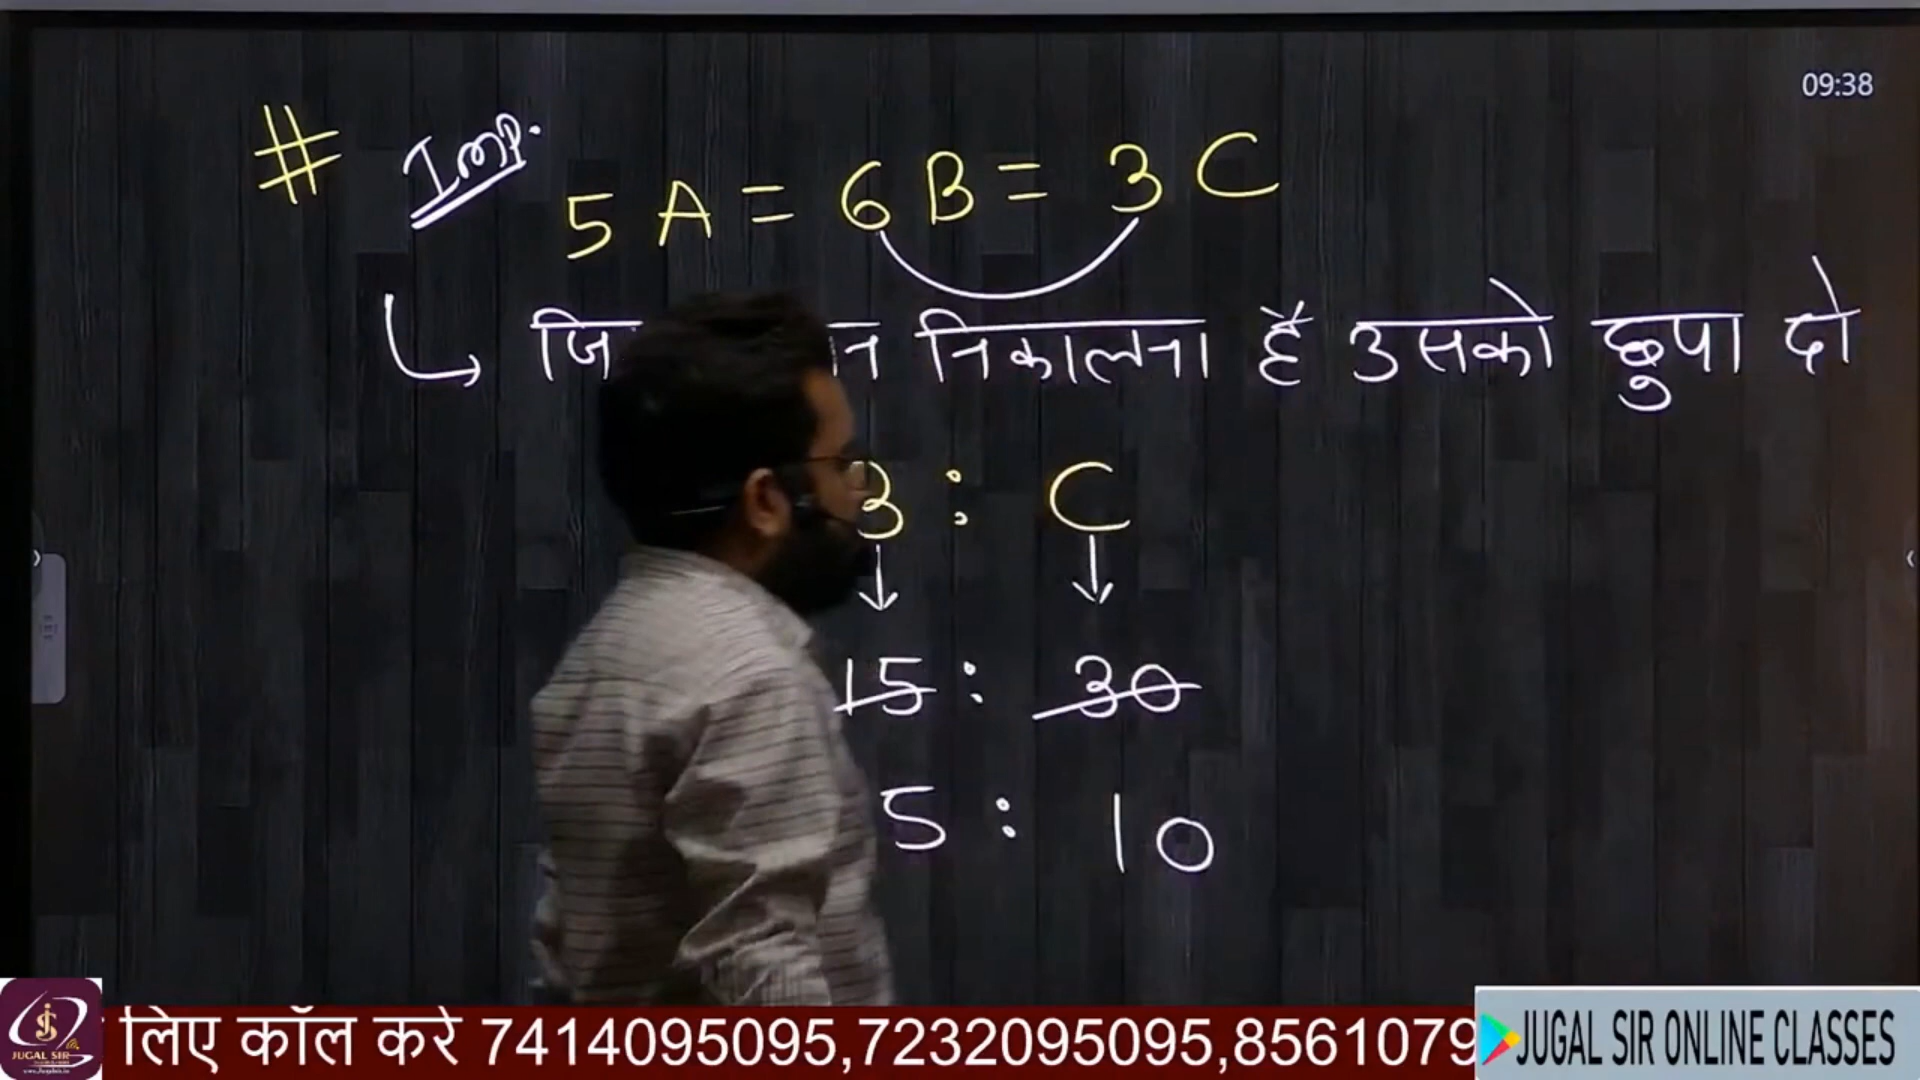 09:38
# Imp. 5A = 6B = 3C
निकालना है उसको छुपा दो
: C
15 : 30
5 : 10
लिए कॉल करे 7414095095,7232095095,8561079
JUGAL SIR
JUGAL SIR ONLINE CLASSES